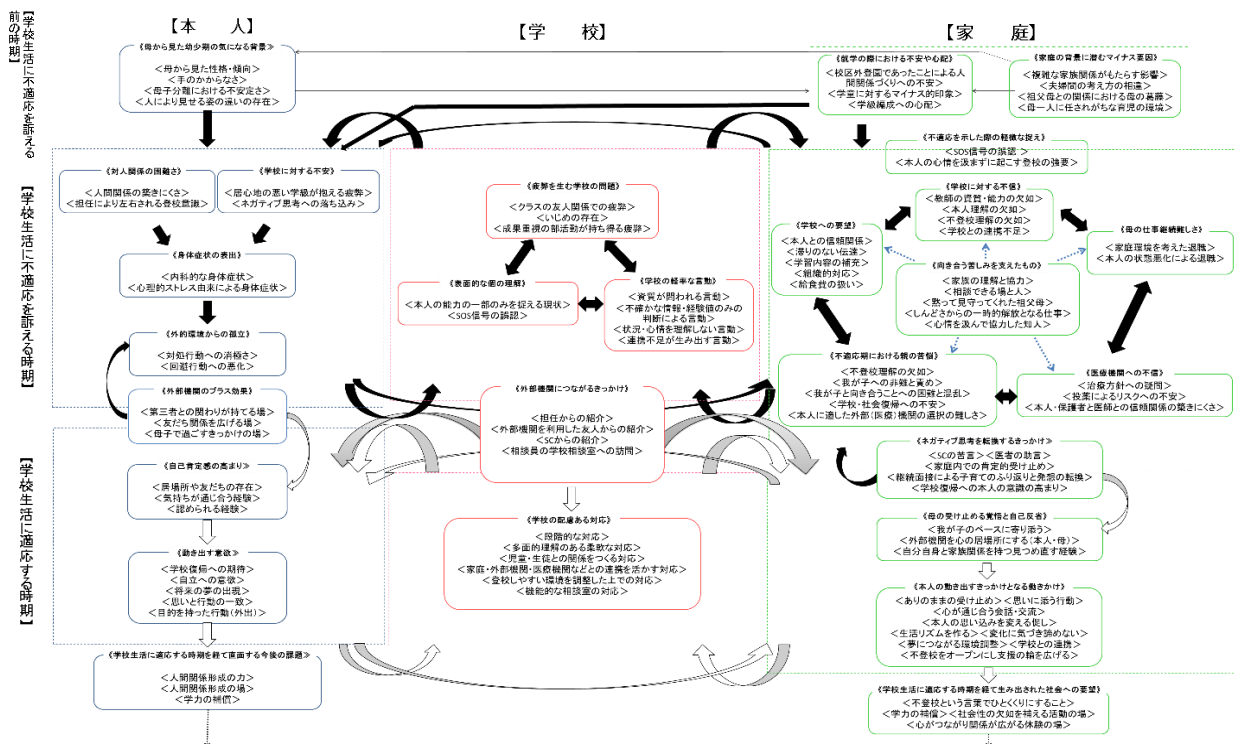 【本　人】
【学　校】
【家　庭】
【学校生活に不適応を訴える
前の時期】
《母から見た幼少期の気になる背景》
＜母から見た性格・傾向＞
＜手のかからなさ＞
＜母子分離における不安定さ＞
＜人により見せる姿の違いの存在＞
《就学の際における不安や心配》
＜校区外登園であったことによる人
間関係づくりへの不安＞
＜学童に対するマイナス的印象＞
＜学級編成への心配＞
《家庭の背景に潜むマイナス要因》
＜複雑な家族関係がもたらす影響＞
＜夫婦間の考え方の相違＞
＜祖父母との関係における母の葛藤＞
＜母一人に任されがちな育児の環境＞
《不適応を示した際の軽微な捉え》
＜SOS信号の誤認＞
＜本人の心情を汲まずに起こす登校の強要＞
【学校生活に不適応を訴える時期】
《対人関係の困難さ》
＜人間関係の築きにくさ＞
＜担任により左右される登校意識＞
《学校に対する不安》
＜居心地の悪い学級が抱える疲弊＞
＜ネガティブ思考への落ち込み＞
《身体症状の表出》
＜内科的な身体症状＞
＜心理的ストレス由来による身体症状＞
《外的環境からの孤立》
＜対処行動への消極さ＞
＜回避行動への悪化＞
《外部機関のプラス効果》
＜第三者との関わりが持てる場＞
＜友だち関係を広げる場＞
＜母子で過ごすきっかけの場＞
《疲弊を生む学校の問題》
＜クラスの友人関係での疲弊＞
＜いじめの存在＞
＜成果重視の部活動が持ち得る疲弊＞
《表面的な個の理解》
＜本人の能力の一部のみを捉える現状＞
＜SOS信号の誤認＞
《学校の軽率な言動》
＜資質が問われる言動＞
＜不確かな情報・経験値のみの
判断による言動＞
＜状況・心情を理解しない言動＞
＜連携不足が生み出す言動＞
《外部機関につながるきっかけ》
＜担任からの紹介＞
＜外部機関を利用した友人からの紹介＞
＜SCからの紹介＞
＜相談員の学校相談室への訪問＞
《学校に対する不信》
＜教師の資質・能力の欠如＞
＜本人理解の欠如＞
＜不登校理解の欠如＞
＜学校との連携不足＞
《学校への要望》
＜本人との信頼関係＞
＜滞りのない伝達＞
＜学習内容の補充＞
＜組織的対応＞
＜給食費の扱い＞
《母の仕事継続難しさ》
＜家庭環境を考えた退職＞
＜本人の状態悪化による退職＞
《向き合う苦しみを支えたもの》
＜家族の理解と協力＞
＜相談できる場と人＞
＜黙って見守ってくれた祖父母＞
＜しんどさからの一時的解放となる仕事＞
＜心情を汲んで協力した知人＞
《不適応期における親の苦悩》
＜不登校理解の欠如＞
＜我が子への非難と責め＞
＜我が子と向き合うことへの困難と混乱＞
＜学校・社会復帰への不安＞
＜本人に適した外部（医療）機関の選択の難しさ＞
《医療機関への不信》
＜治療方針への疑問＞
＜投薬によるリスクへの不安＞
＜本人・保護者と医師との信頼関係の築きにくさ＞
【学校生活に適応する時期】
《自己肯定感の高まり》
＜居場所や友だちの存在＞
＜気持ちが通じ合う経験＞
＜認められる経験＞
《動き出す意欲》
＜学校復帰への期待＞
＜自立への意欲＞
＜将来の夢の出現＞
＜思いと行動の一致＞
＜目的を持った行動（外出）＞
《学校生活に適応する時期を経て直面する今後の課題》
＜人間関係形成の力＞
＜人間関係形成の場＞
＜学力の補償＞
《学校の配慮ある対応》
＜段階的な対応＞
＜多面的理解のある柔軟な対応＞
＜児童・生徒との関係をつくる対応＞
＜家庭・外部機関・医療機関などとの連携を活かす対応＞
＜登校しやすい環境を調整した上での対応＞
＜機能的な相談室の対応＞
《ネガティブ思考を転換するきっかけ》
＜SCの苦言＞＜医者の助言＞
＜家庭内での肯定的受け止め＞
＜継続面接による子育てのふり返りと発想の転換＞
＜学校復帰への本人の意識の高まり＞
《母の受け止める覚悟と自己反省》
＜我が子のペースに寄り添う＞
＜外部機関を心の居場所にする（本人・母）＞
＜自分自身と家族関係を持つ見つめ直す経験＞
《本人の動き出すきっかけとなる働きかけ》
＜ありのままの受け止め＞＜思いに添う行動＞
＜心が通じ合う会話・交流＞
＜本人の思い込みを変える促し＞
＜生活リズムを作る＞＜変化に気づき諦めない＞
＜夢につながる環境調整＞＜学校との連携＞
＜不登校をオープンにし支援の輪を広げる＞
《学校生活に適応する時期を経て生み出された社会への要望》
＜不登校という言葉でひとくくりにすること＞
＜学力の補償＞＜社会性の欠如を補える活動の場＞
＜心がつながり関係が広がる体験の場＞